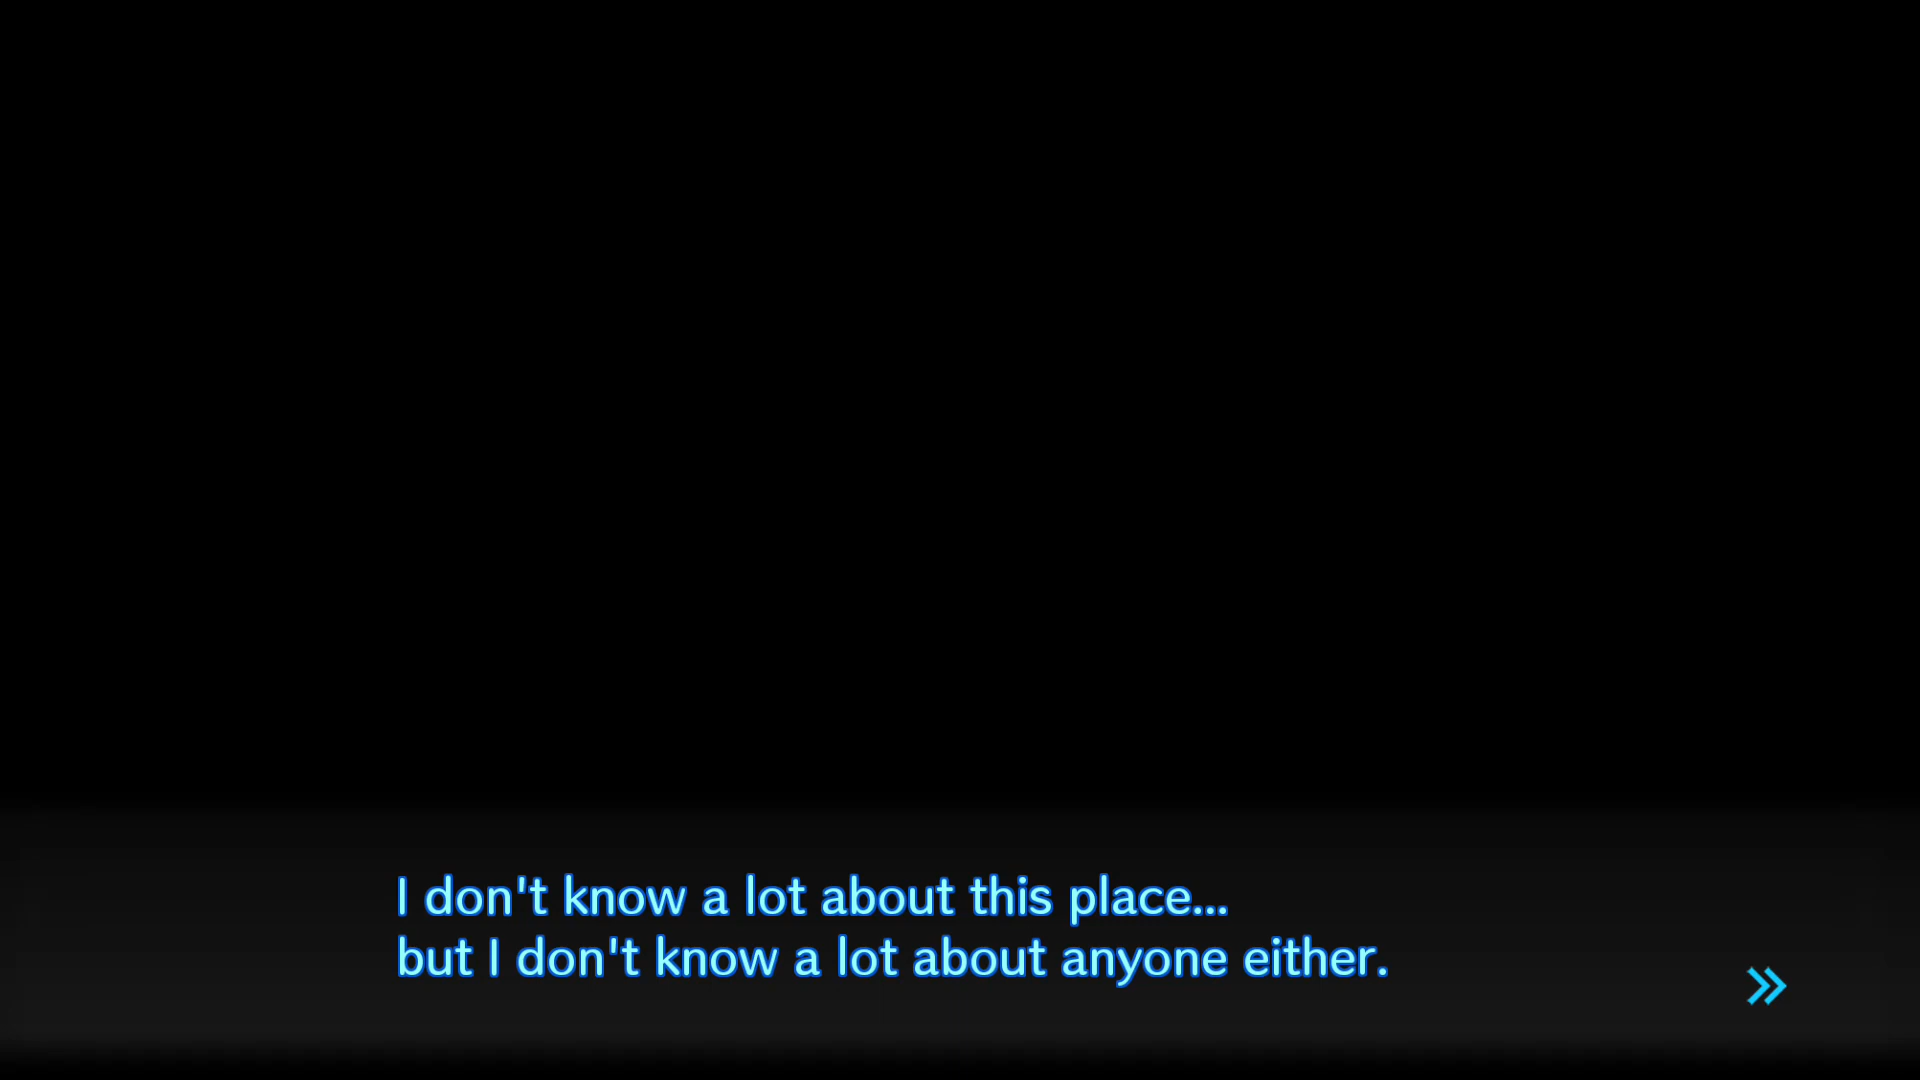 I don't know a lot about this place...
but I don't know a lot about anyone either.